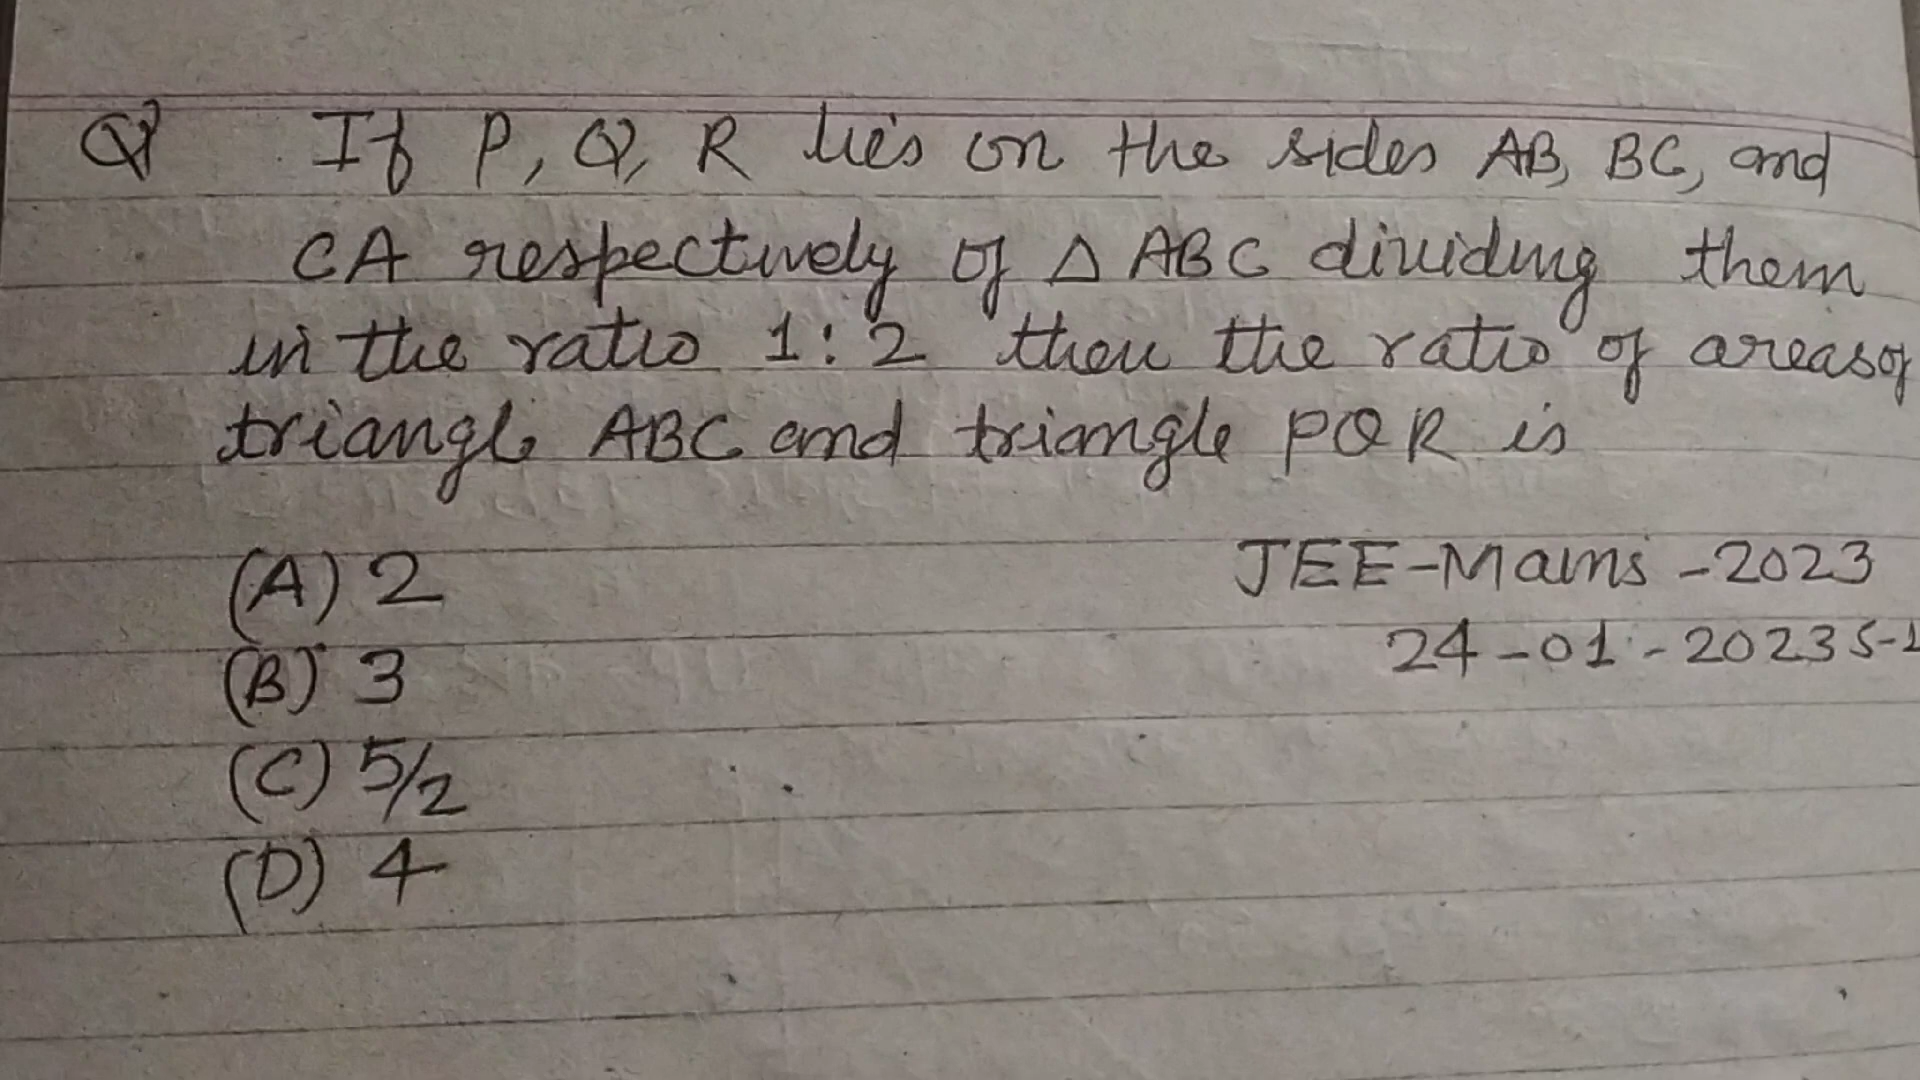 Q If P, Q, R lies on the sides AB, BC, and
CA respectively of △ ABC dividing them
in the ratio 1:2 then the ratio of areas of
triangle ABC and triangle PQR is
(A) 2
JEE-Mains -2023
24-01-2023 S-1
(B) 3
(C) 5/2
(D) 4